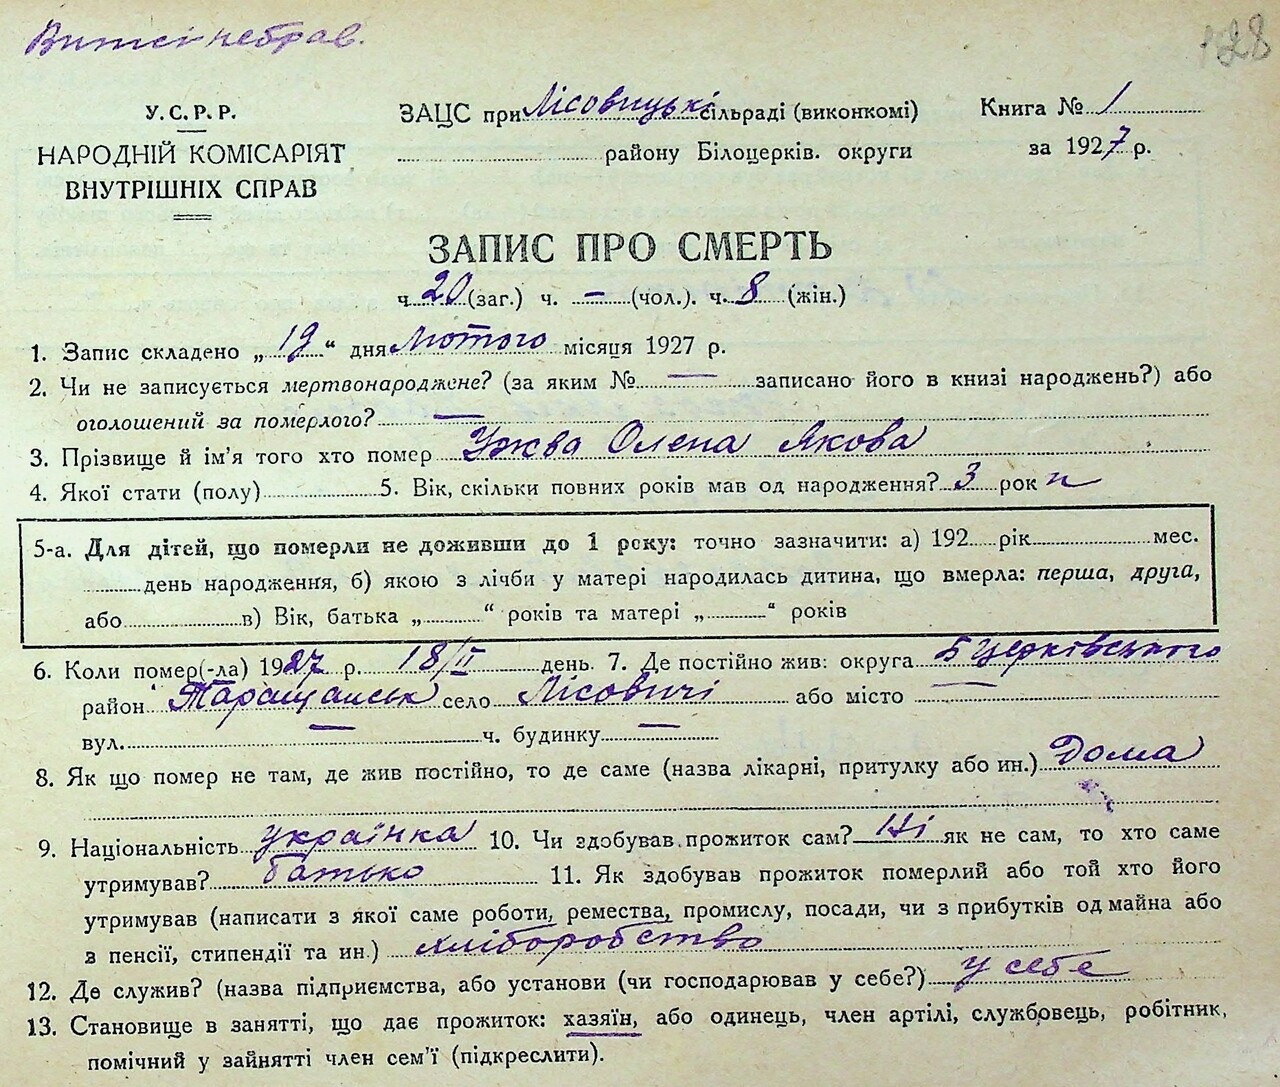 Витяг не брав.
128
У.С.Р.Р.
НАРОДНІЙ КОМІСАРІЯТ
ВНУТРІШНІХ СПРАВ
ЗАЦС при Лісовицькі сільраді (виконкомі)
районy Білоцерків. округи
Книга № 1
за 1927 р.
ЗАПИС ПРО СМЕРТЬ
ч. 20 (заг.) ч. — (чол.). ч. 8 (жін.)
1. Запис складено „ 19 “ дня Лютого місяця 1927 р.
2. Чи не записується мертвонароджене? (за яким № — записано його в книзі народжень?) або
оголошений за померлого? —
3. Прізвище й ім'я того хто помер Ужва Олена Якова
4. Якої стати (полу) 5. Вік, скільки повних років мав од народження? 3 рок и
5-а. Для дітей, що померли не доживши до 1 року: точно зазначити: а) 192 рік мес.
день народження, б) якою з лічби у матері народилась дитина, що вмерла: перша, друга,
або в) Вік, батька „ “ років та матері „ “ років
6. Коли помер(-ла) 1927 р. 18/II день. 7. Де постійно жив: округа Б Церківського
район Таращанськ село Лісовичі або місто —
вул. — ч. будинку —
8. Як що помер не там, де жив постійно, то де саме (назва лікарні, притулку або ин.) Дома
9. Національність українка 10. Чи здобував прожиток сам? Ні як не сам, то хто саме
утримував? батько 11. Як здобував прожиток померлий або той хто його
утримував (написати з якої саме роботи, ремества, промислу, посади, чи з прибутків од майна або
з пенсії, стипендії та ин.) хліборобство
12. Де служив? (назва підприємства, або установи (чи господарював у себе?) у себе
13. Становище в занятті, що дає прожиток: хазяїн, або одинець, член артілі, службовець, робітник,
помічний у зайнятті член сем'ї (підкреслити).